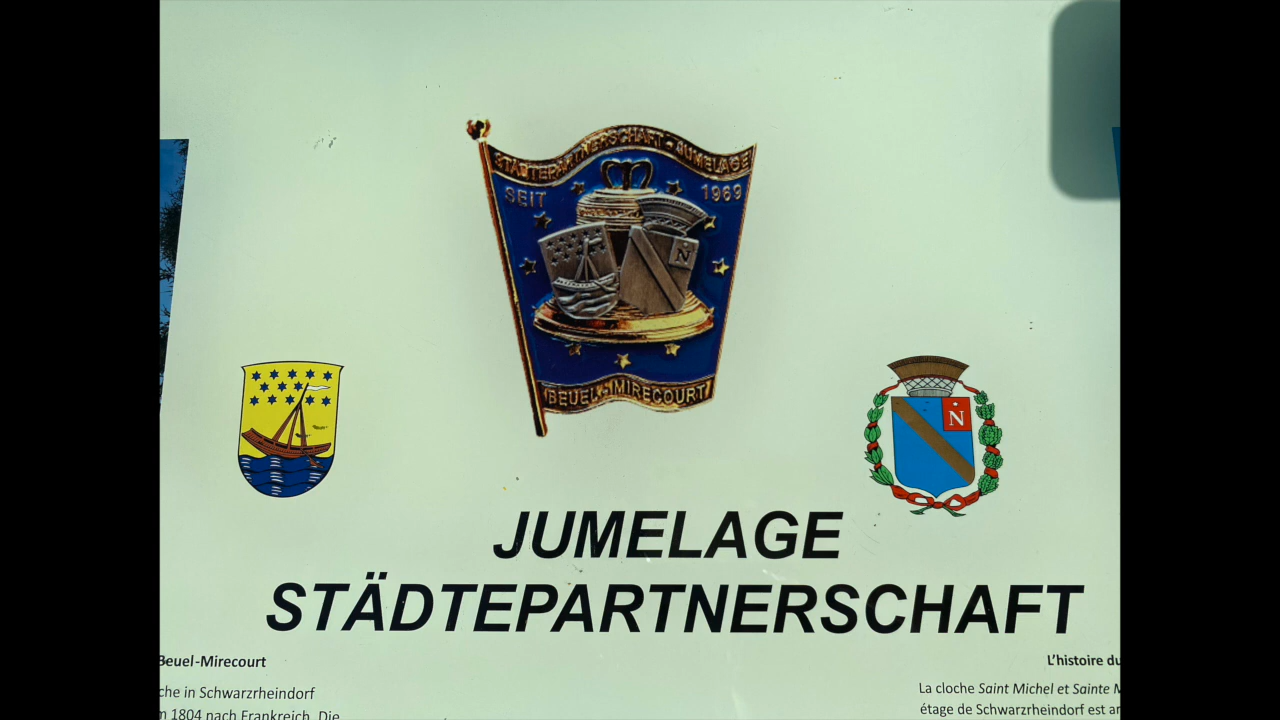 STÄDTEPARTNERSCHAFT - JUMELAGE
SEIT 1969
N
BEUEL - MIRECOURT
N
JUMELAGE
STÄDTEPARTNERSCHAFT
Beuel-Mirecourt
che in Schwarzrheindorf
1804 nach Frankreich. Die
L'histoire du
La cloche Saint Michel et Sainte M
étage de Schwarzrheindorf est